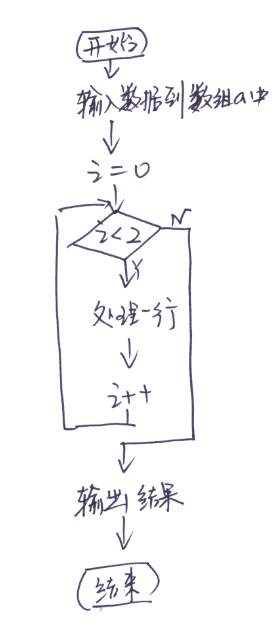 开始
输入数据到数组a中
i=0
i<2
N
Y
处理一行
i++
输出结果
结束